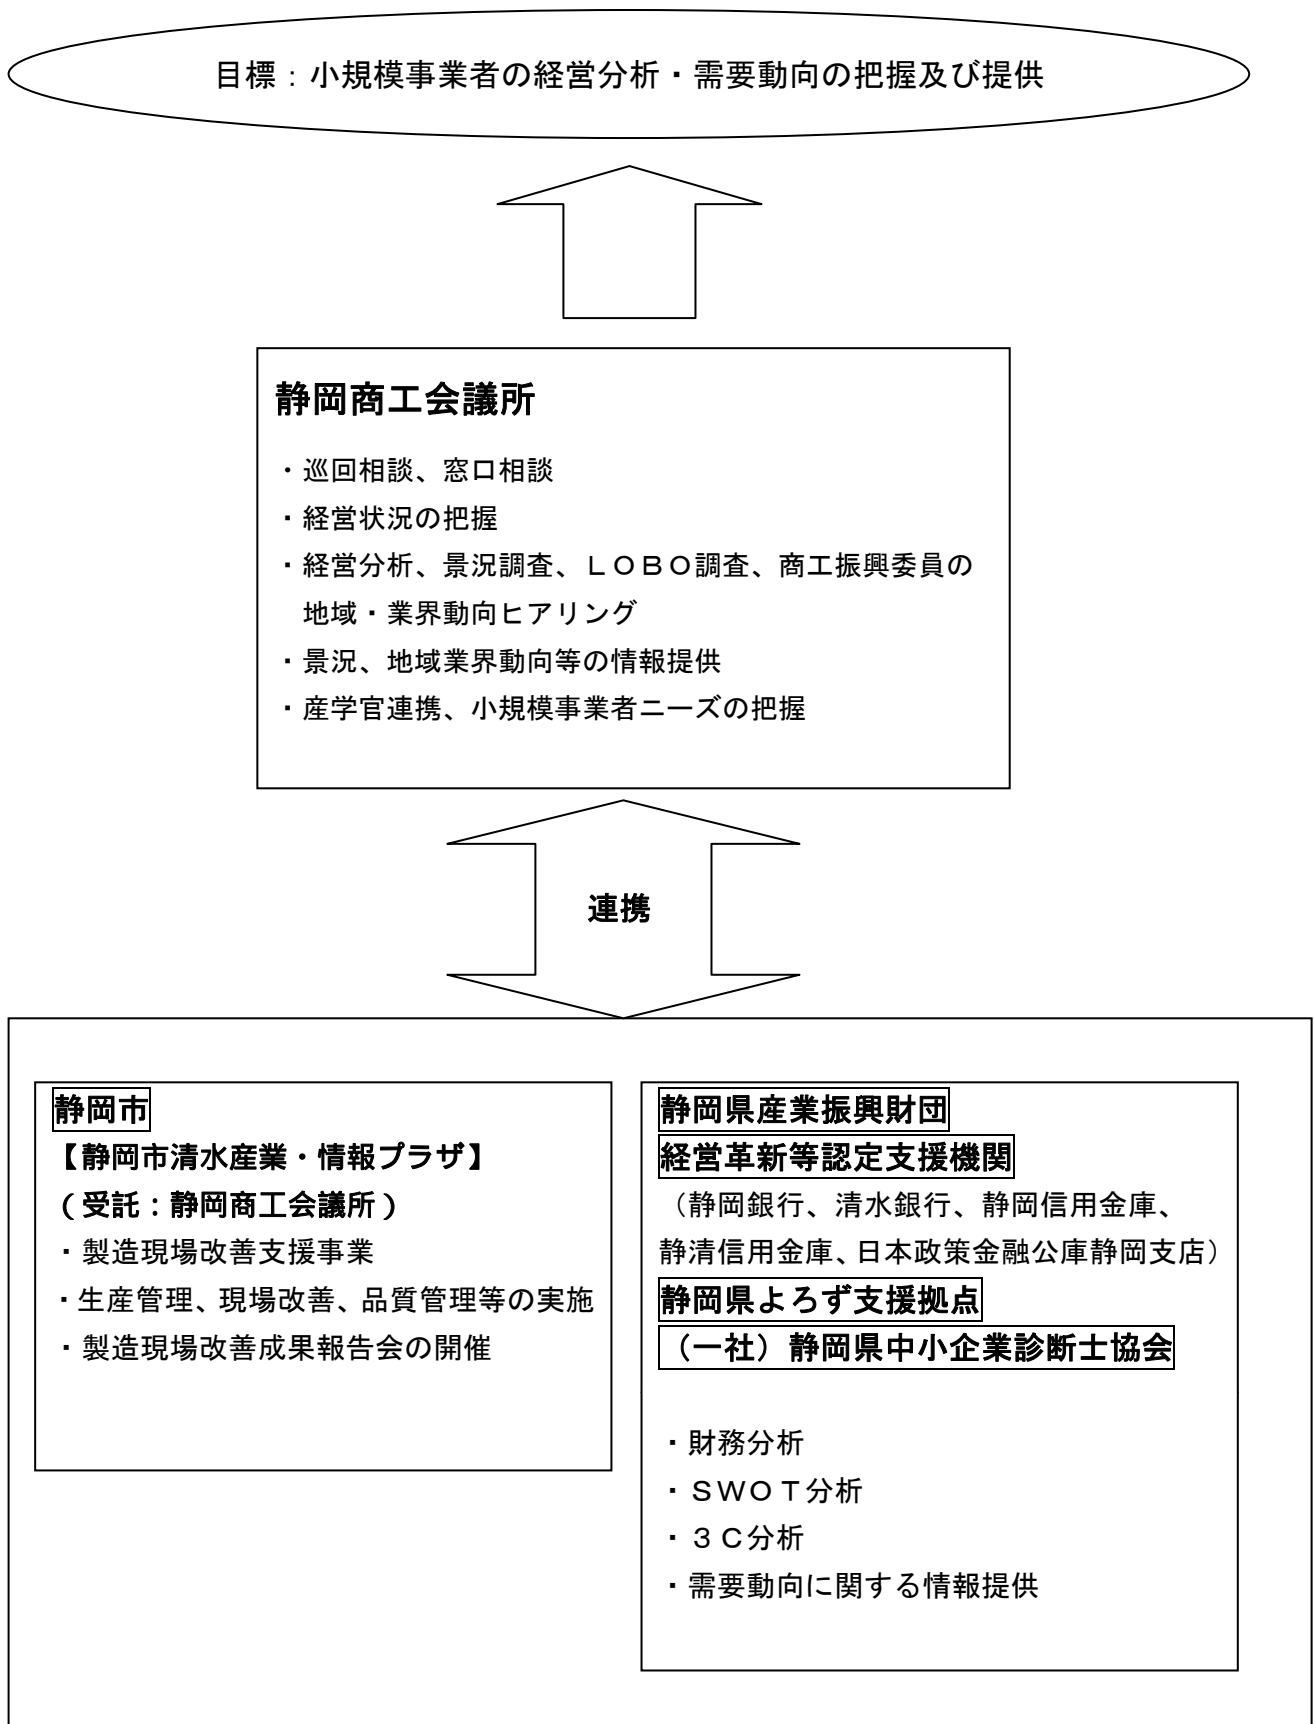 目標：小規模事業者の経営分析・需要動向の把握及び提供
静岡商工会議所
・巡回相談、窓口相談
・経営状況の把握
・経営分析、景況調査、ＬＯＢＯ調査、商工振興委員の
地域・業界動向ヒアリング
・景況、地域業界動向等の情報提供
・産学官連携、小規模事業者ニーズの把握
連携
静岡市
【静岡市清水産業・情報プラザ】
（受託：静岡商工会議所）
・製造現場改善支援事業
・生産管理、現場改善、品質管理等の実施
・製造現場改善成果報告会の開催
静岡県産業振興財団
経営革新等認定支援機関
（静岡銀行、清水銀行、静岡信用金庫、
静清信用金庫、日本政策金融公庫静岡支店）
静岡県よろず支援拠点
（一社）静岡県中小企業診断士協会
・財務分析
・ＳＷＯＴ分析
・３Ｃ分析
・需要動向に関する情報提供